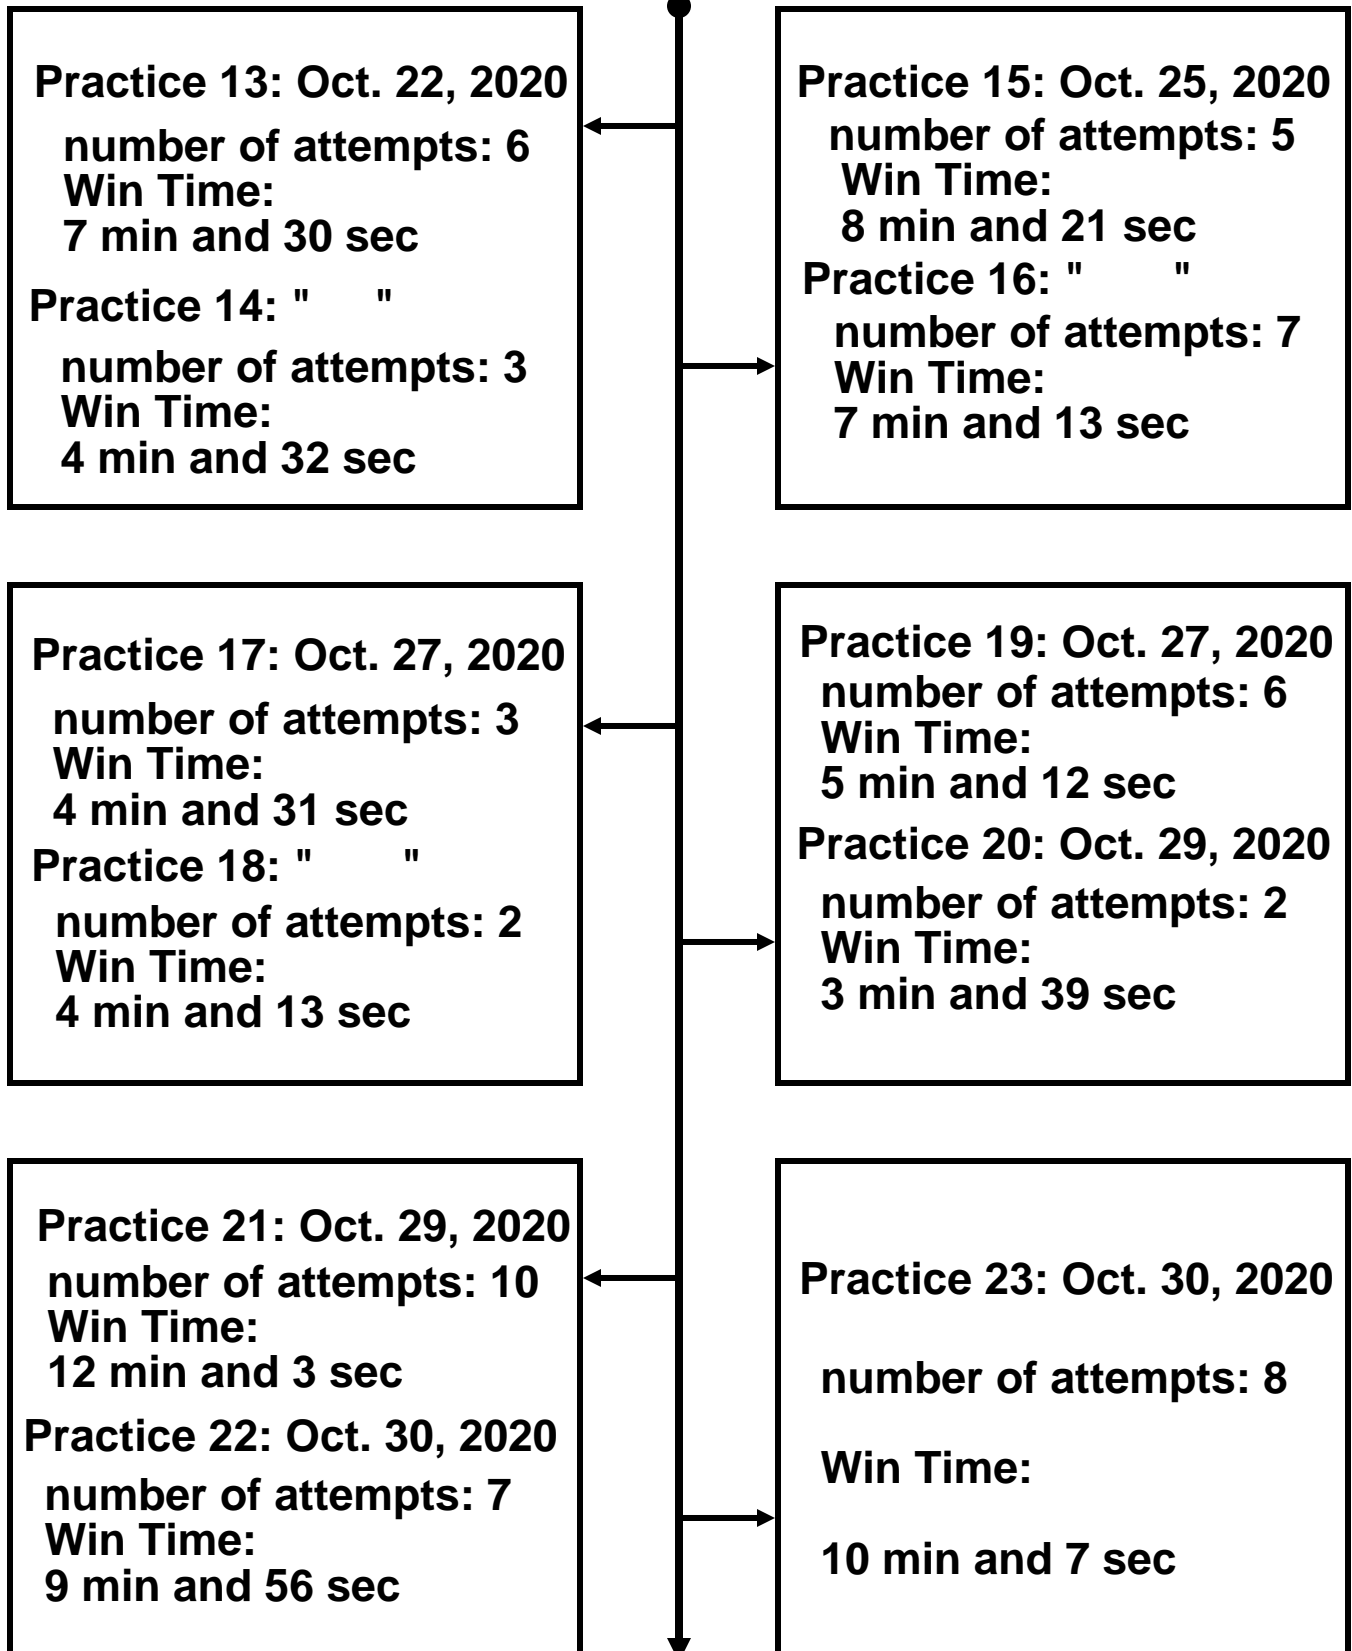 Practice 13: Oct. 22, 2020
number of attempts: 6
Win Time:
7 min and 30 sec
Practice 14: " "
number of attempts: 3
Win Time:
4 min and 32 sec
Practice 15: Oct. 25, 2020
number of attempts: 5
Win Time:
8 min and 21 sec
Practice 16: " "
number of attempts: 7
Win Time:
7 min and 13 sec
Practice 17: Oct. 27, 2020
number of attempts: 3
Win Time:
4 min and 31 sec
Practice 18: " "
number of attempts: 2
Win Time:
4 min and 13 sec
Practice 19: Oct. 27, 2020
number of attempts: 6
Win Time:
5 min and 12 sec
Practice 20: Oct. 29, 2020
number of attempts: 2
Win Time:
3 min and 39 sec
Practice 21: Oct. 29, 2020
number of attempts: 10
Win Time:
12 min and 3 sec
Practice 22: Oct. 30, 2020
number of attempts: 7
Win Time:
9 min and 56 sec
Practice 23: Oct. 30, 2020
number of attempts: 8
Win Time:
10 min and 7 sec